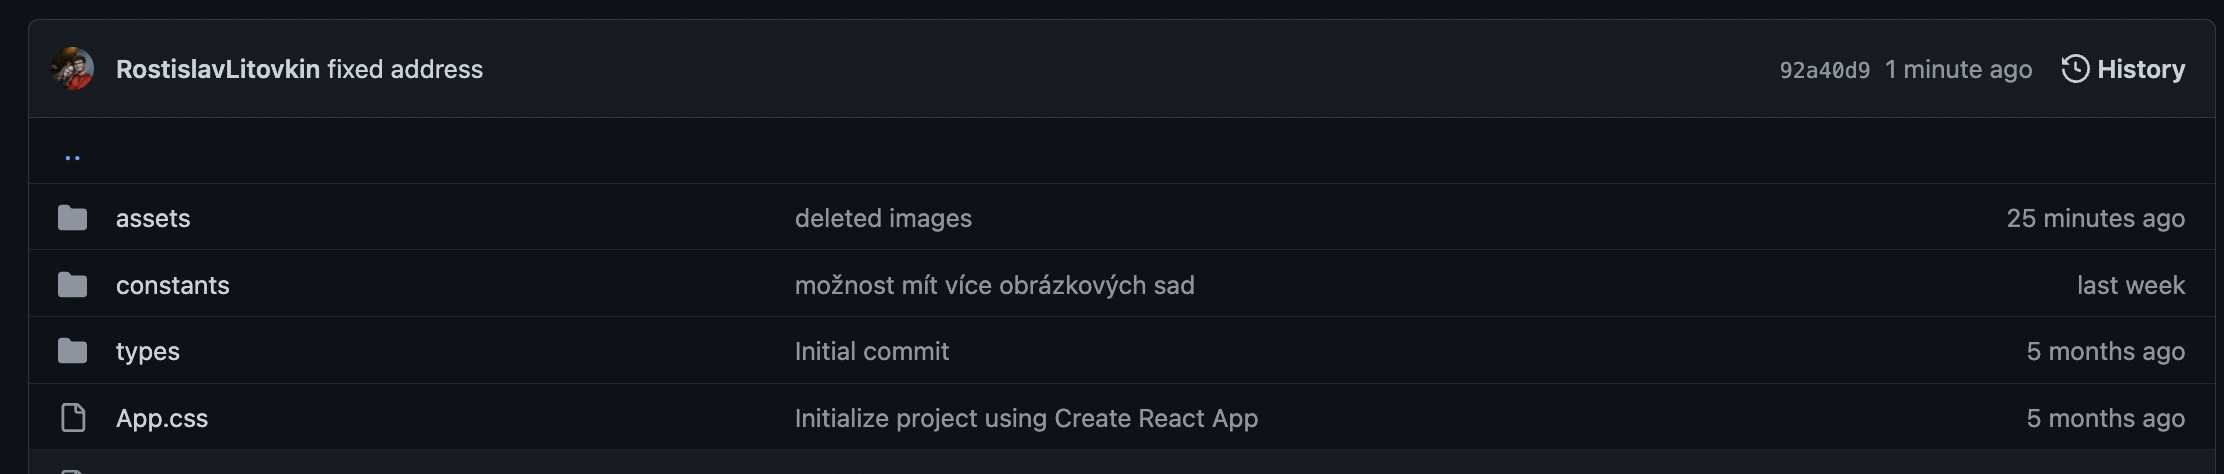 RostislavLitovkin fixed address 92a40d9 1 minute ago History
..
assets deleted images 25 minutes ago
constants možnost mít více obrázkových sad last week
types Initial commit 5 months ago
App.css Initialize project using Create React App 5 months ago